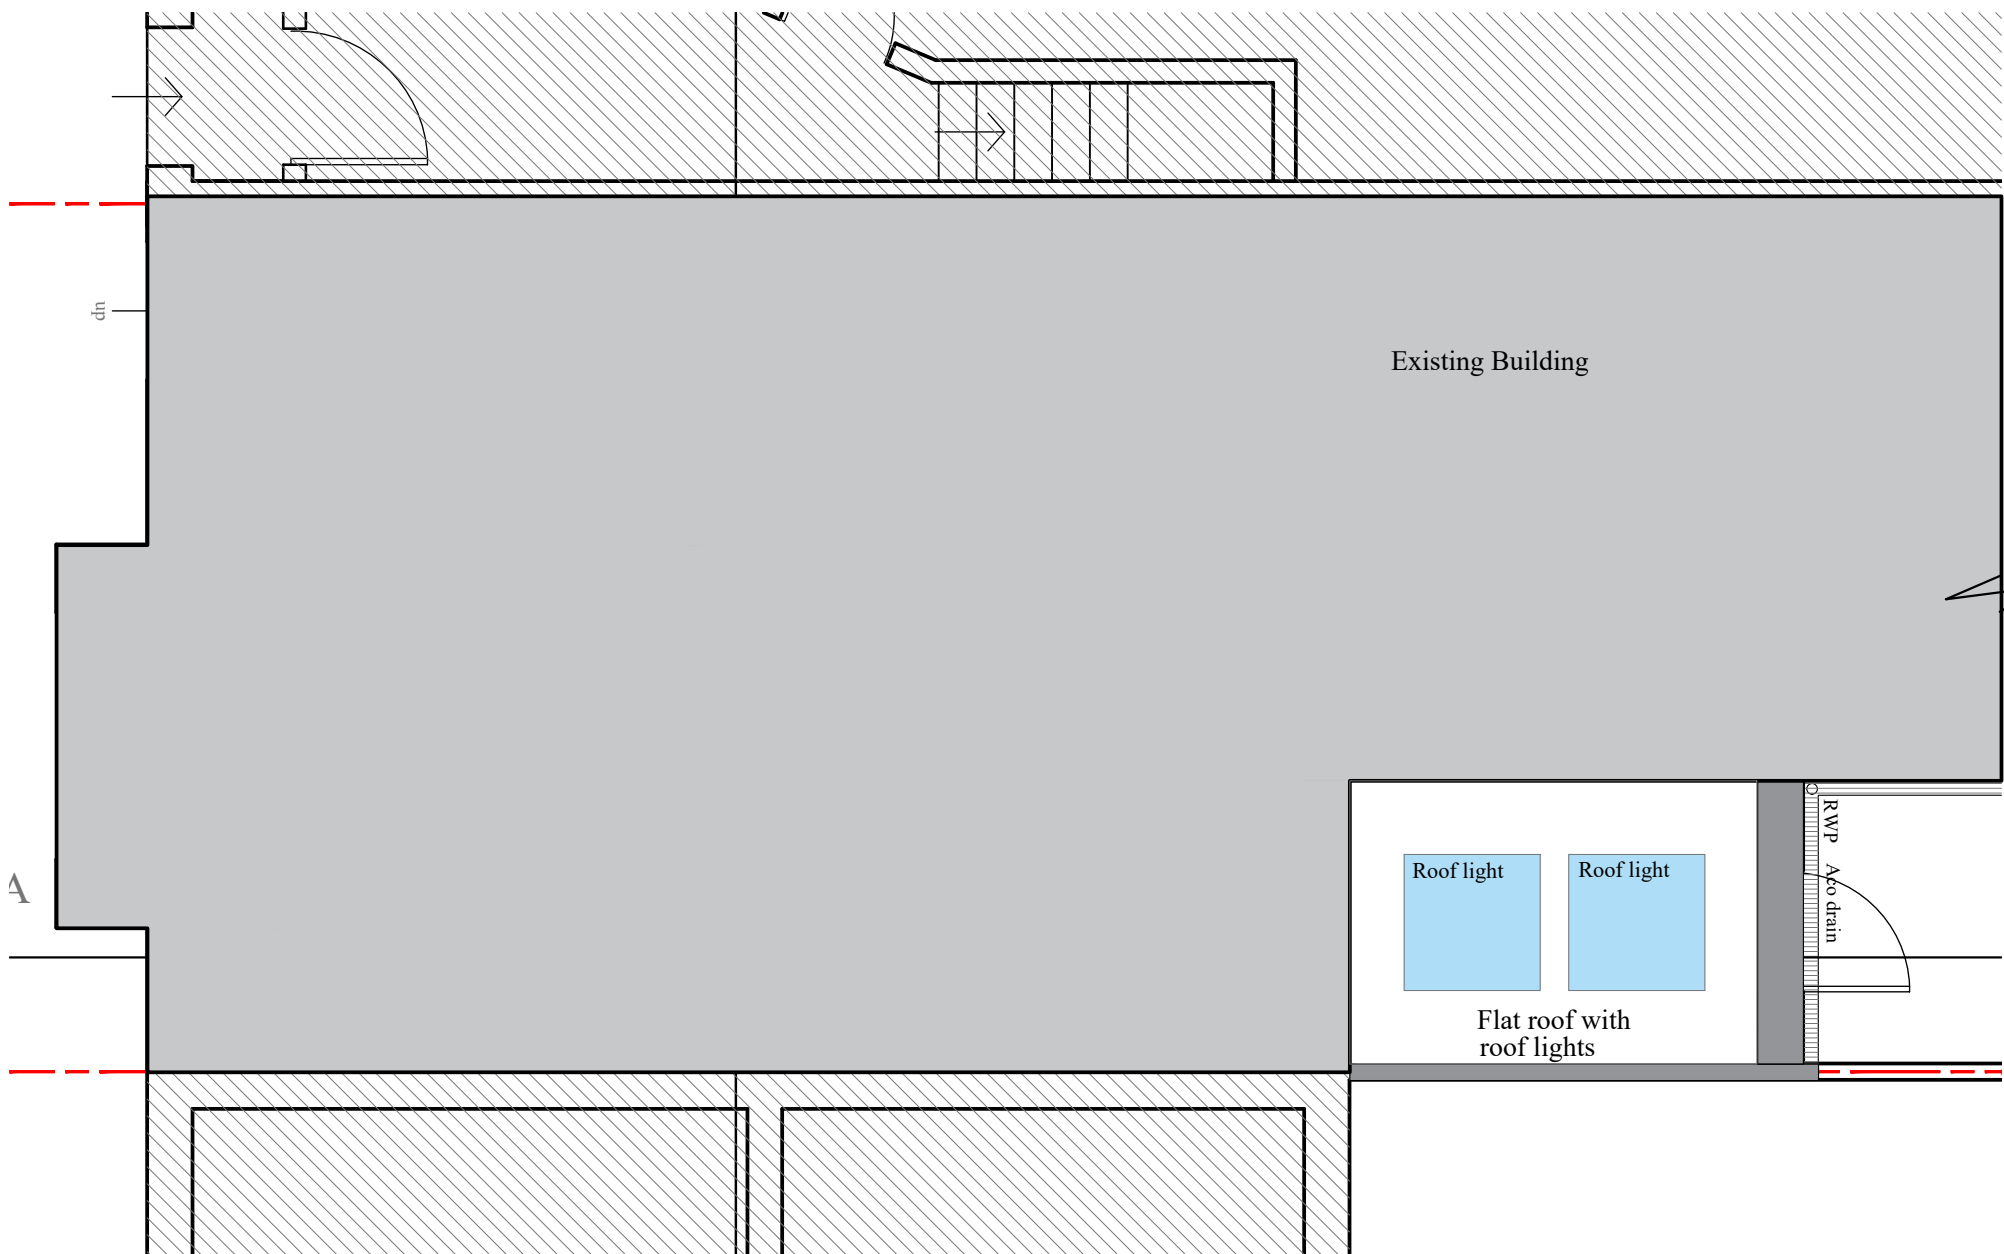 dn
Existing Building
A
Roof light
Roof light
RWP
Aco drain
Flat roof with
roof lights